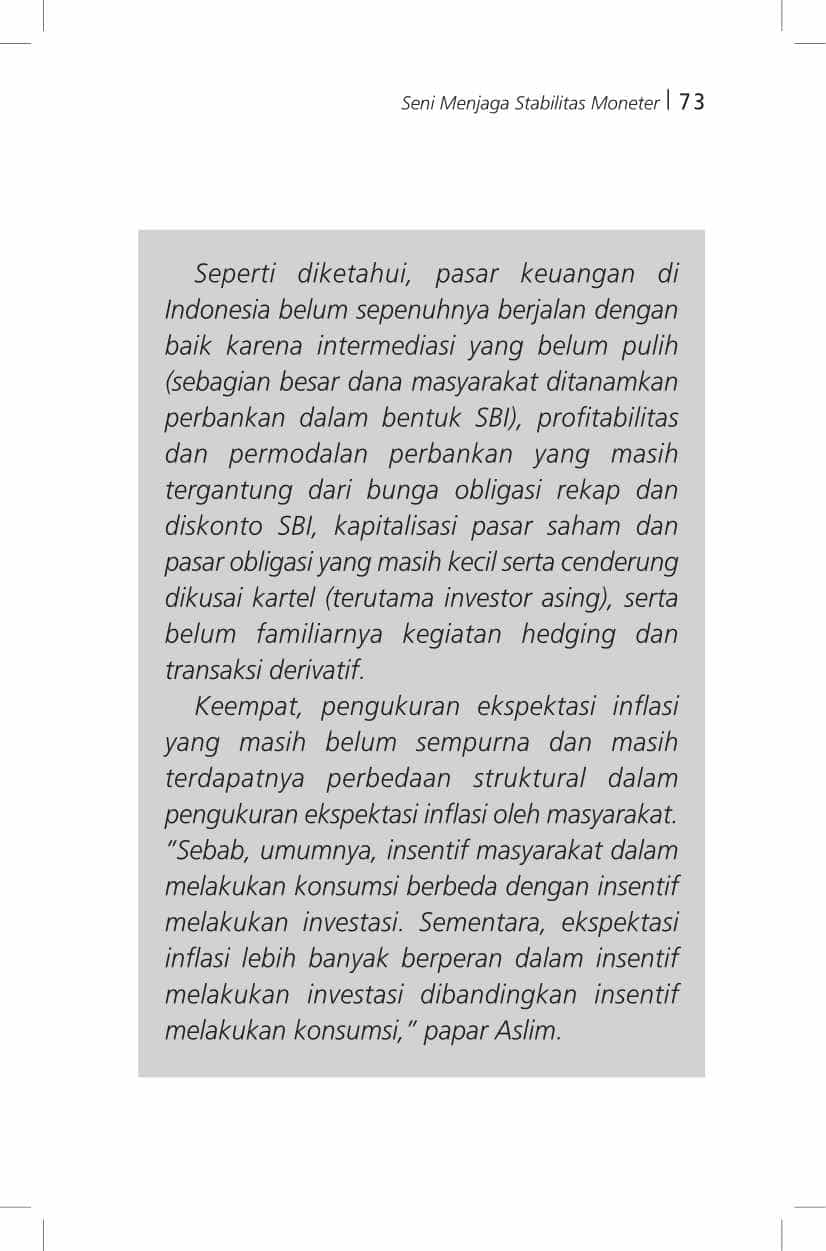 Seni Menjaga Stabilitas Moneter | 73
Seperti diketahui, pasar keuangan di
Indonesia belum sepenuhnya berjalan dengan
baik karena intermediasi yang belum pulih
(sebagian besar dana masyarakat ditanamkan
perbankan dalam bentuk SBI), profitabilitas
dan permodalan perbankan yang masih
tergantung dari bunga obligasi rekap dan
diskonto SBI, kapitalisasi pasar saham dan
pasar obligasi yang masih kecil serta cenderung
dikusai kartel (terutama investor asing), serta
belum familiarnya kegiatan hedging dan
transaksi derivatif.
Keempat, pengukuran ekspektasi inflasi
yang masih belum sempurna dan masih
terdapatnya perbedaan struktural dalam
pengukuran ekspektasi inflasi oleh masyarakat.
”Sebab, umumnya, insentif masyarakat dalam
melakukan konsumsi berbeda dengan insentif
melakukan investasi. Sementara, ekspektasi
inflasi lebih banyak berperan dalam insentif
melakukan investasi dibandingkan insentif
melakukan konsumsi,” papar Aslim.